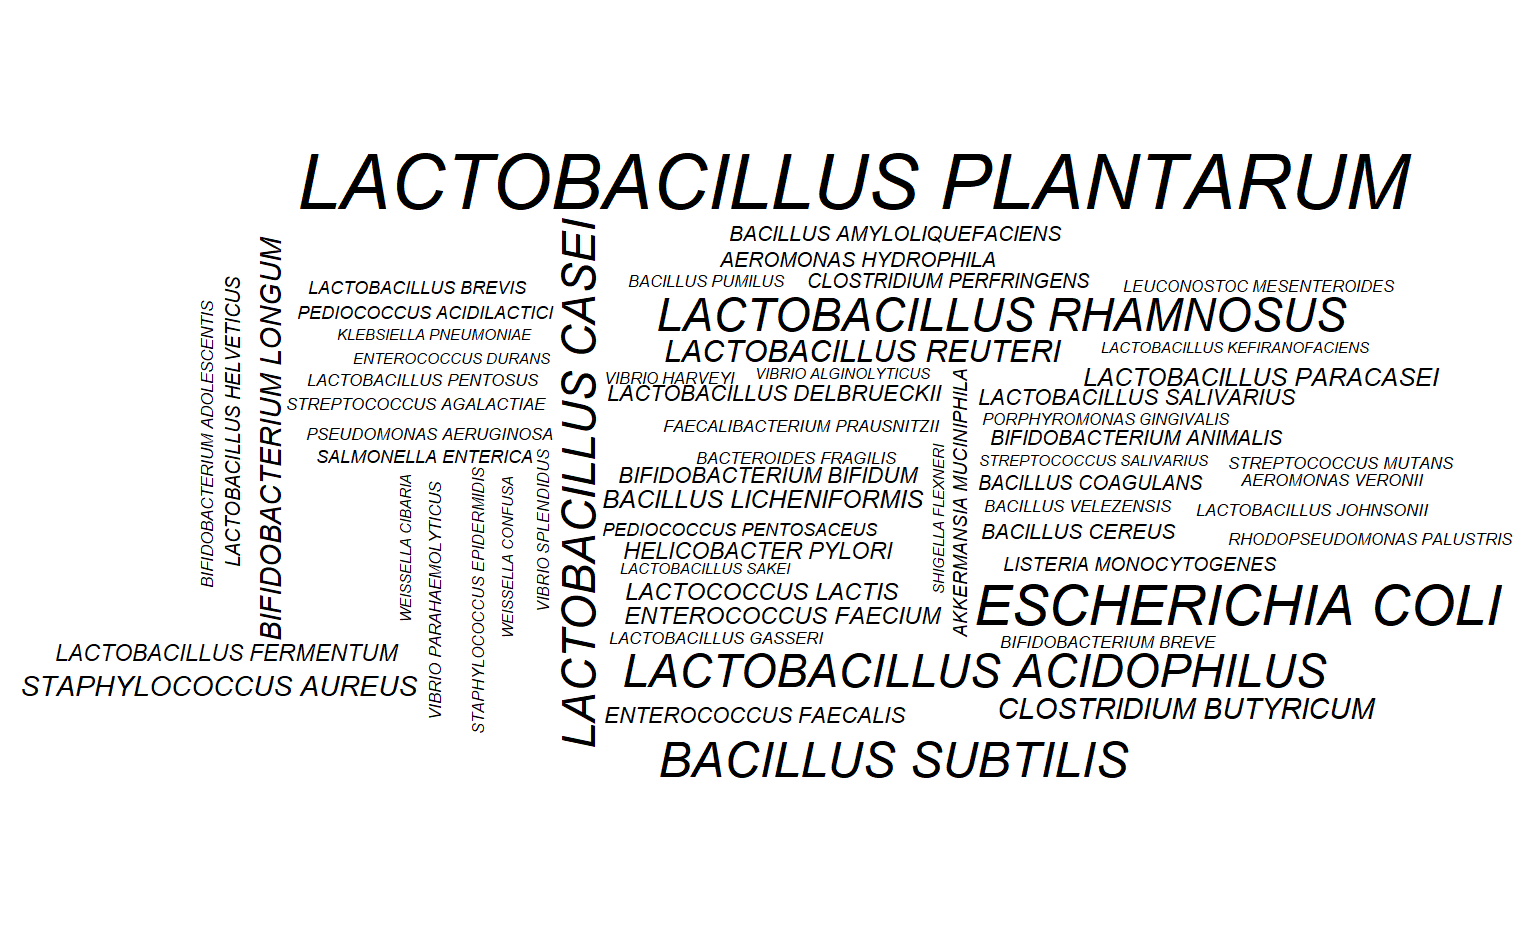 LACTOBACILLUS PLANTARUM
BACILLUS AMYLOLIQUEFACIENS
AEROMONAS HYDROPHILA
BACILLUS PUMILUS
CLOSTRIDIUM PERFRINGENS
LEUCONOSTOC MESENTEROIDES
LACTOBACILLUS RHAMNOSUS
LACTOBACILLUS REUTERI
LACTOBACILLUS KEFIRANOFACIENS
VIBRIO HARVEYI
VIBRIO ALGINOLYTICUS
LACTOBACILLUS PARACASEI
LACTOBACILLUS DELBRUECKII
LACTOBACILLUS SALIVARIUS
PORPHYROMONAS GINGIVALIS
FAECALIBACTERIUM PRAUSNITZII
BIFIDOBACTERIUM ANIMALIS
BACTEROIDES FRAGILIS
STREPTOCOCCUS SALIVARIUS
STREPTOCOCCUS MUTANS
BIFIDOBACTERIUM BIFIDUM
BACILLUS COAGULANS
AEROMONAS VERONII
BACILLUS LICHENIFORMIS
BACILLUS VELEZENSIS
LACTOBACILLUS JOHNSONII
PEDIOCOCCUS PENTOSACEUS
BACILLUS CEREUS
RHODOPSEUDOMONAS PALUSTRIS
HELICOBACTER PYLORI
LACTOBACILLUS SAKEI
LISTERIA MONOCYTOGENES
LACTOCOCCUS LACTIS
ESCHERICHIA COLI
ENTEROCOCCUS FAECIUM
LACTOBACILLUS GASSERI
BIFIDOBACTERIUM BREVE
LACTOBACILLUS ACIDOPHILUS
ENTEROCOCCUS FAECALIS
CLOSTRIDIUM BUTYRICUM
BACILLUS SUBTILIS
SHIGELLA FLEXNERI
AKKERMANSIA MUCINIPHILA
LACTOBACILLUS CASEI
LACTOBACILLUS BREVIS
PEDIOCOCCUS ACIDILACTICI
KLEBSIELLA PNEUMONIAE
ENTEROCOCCUS DURANS
LACTOBACILLUS PENTOSUS
STREPTOCOCCUS AGALACTIAE
PSEUDOMONAS AERUGINOSA
SALMONELLA ENTERICA
BIFIDOBACTERIUM ADOLESCENTIS
LACTOBACILLUS HELVETICUS
BIFIDOBACTERIUM LONGUM
WEISSELLA CIBARIA
VIBRIO PARAHAEMOLYTICUS
STAPHYLOCOCCUS EPIDERMIDIS
WEISSELLA CONFUSA
VIBRIO SPLENDIDUS
LACTOBACILLUS FERMENTUM
STAPHYLOCOCCUS AUREUS